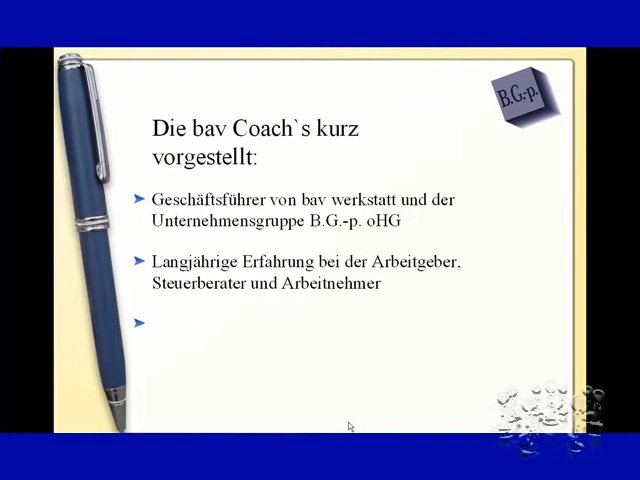 B.G.-p.
Die bav Coach`s kurz
vorgestellt:
Geschäftsführer von bav werkstatt und der
Unternehmensgruppe B.G.-p. oHG
Langjährige Erfahrung bei der Arbeitgeber,
Steuerberater und Arbeitnehmer